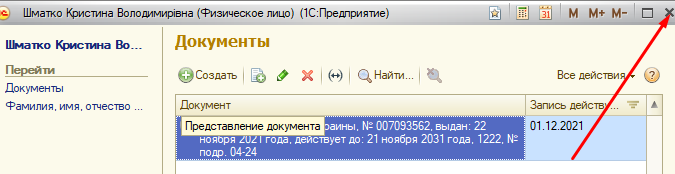 Шматко Кристина Володимирівна (Физическое лицо) (1С:Предприятие)
31
M M+ M-
Шматко Кристина Во...
Перейти
Документы
Фамилия, имя, отчество ...
Документы
Создать
Найти...
Все действия
?
Документ
Запись действу...
Представление документа
раины, № 007093562, выдан: 22
ноября 2021 года, действует до: 21 ноября 2031 года, 1222, №
подр. 04-24
01.12.2021